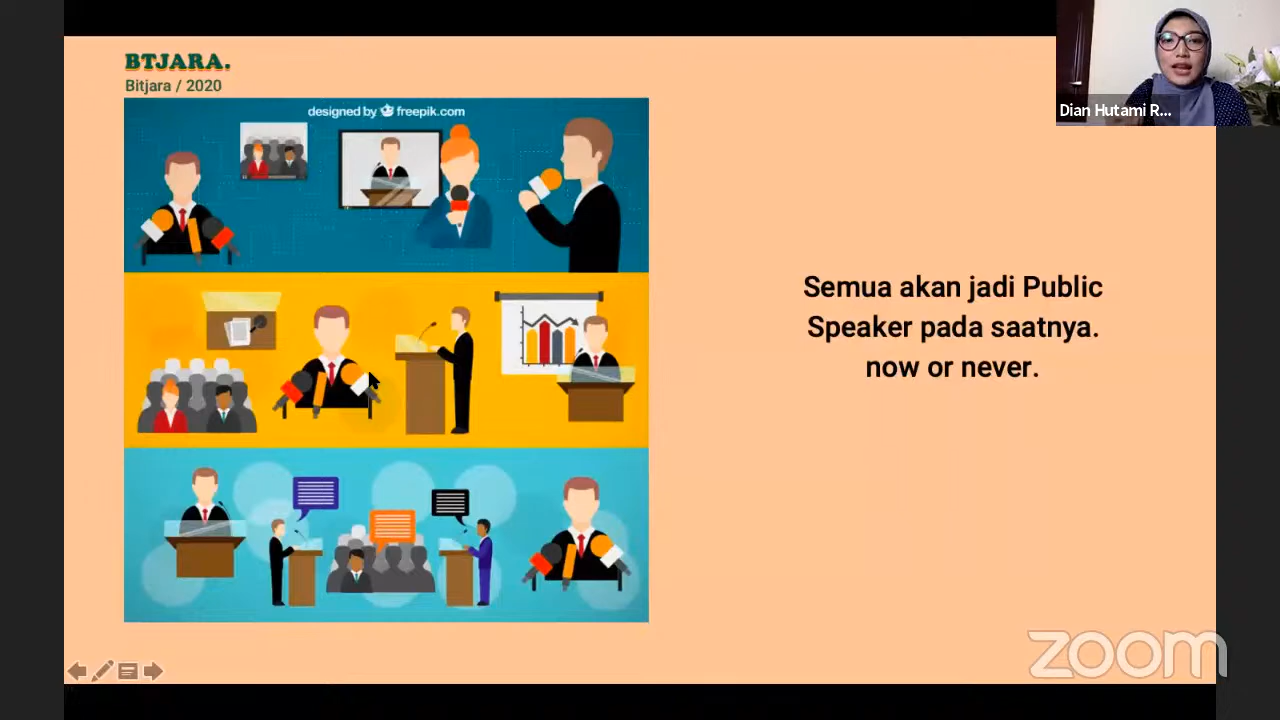 BTJARA.
Bitjara / 2020
designed by freepik.com
Dian Hutami R...
Semua akan jadi Public
Speaker pada saatnya.
now or never.
zoom